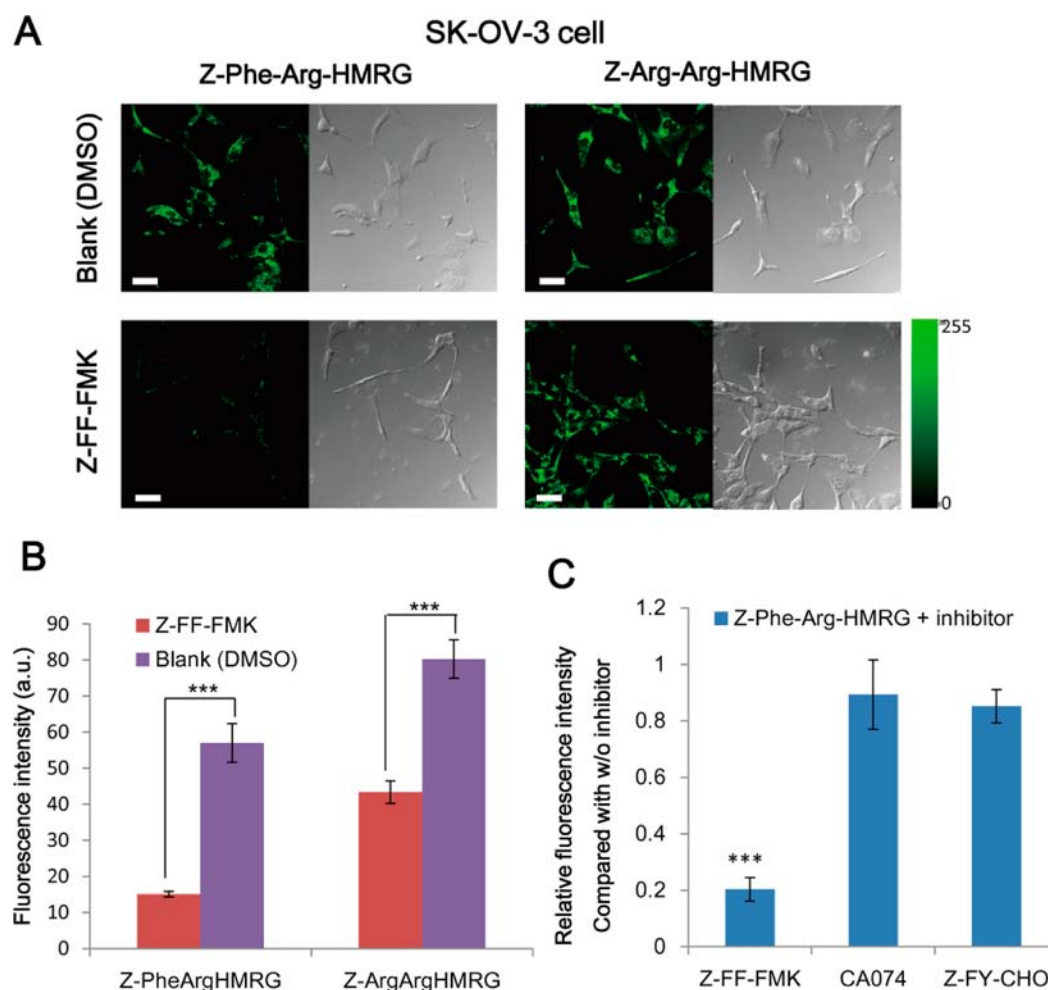 A
SK-OV-3 cell
Z-Phe-Arg-HMRG
Z-Arg-Arg-HMRG
Blank (DMSO)
Z-FF-FMK
255
0
B
Fluorescence intensity (a.u.)
90
80
70
60
50
40
30
20
10
0
Z-FF-FMK
Blank (DMSO)
***
***
Z-PheArgHMRG
Z-ArgArgHMRG
C
Relative fluorescence intensity
Compared with w/o inhibitor
1.2
1
0.8
0.6
0.4
0.2
0
Z-Phe-Arg-HMRG + inhibitor
***
Z-FF-FMK
CA074
Z-FY-CHO